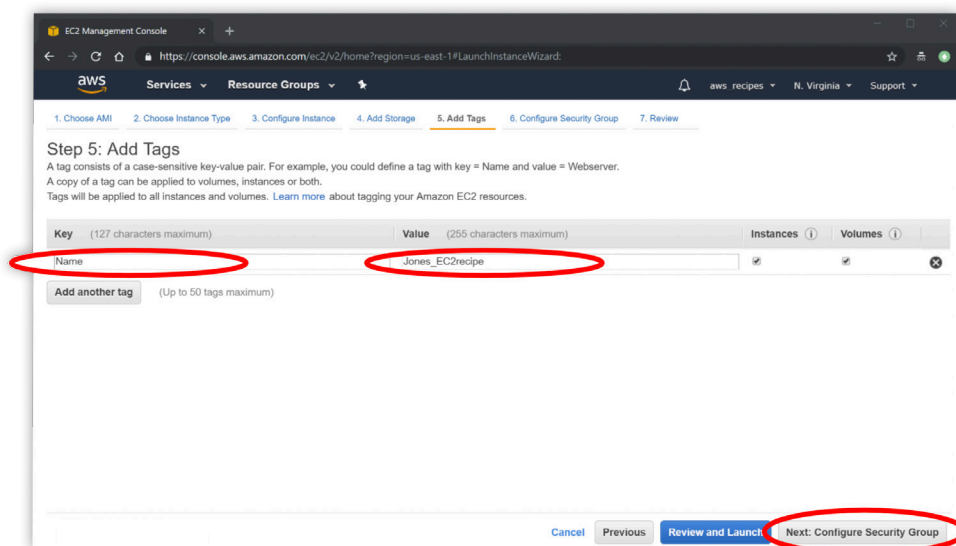 EC2 Management Console
https://console.aws.amazon.com/ec2/v2/home?region=us-east-1#LaunchInstanceWizard:
aws Services Resource Groups aws_recipes N. Virginia Support
1. Choose AMI 2. Choose Instance Type 3. Configure Instance 4. Add Storage 5. Add Tags 6. Configure Security Group 7. Review
Step 5: Add Tags
A tag consists of a case-sensitive key-value pair. For example, you could define a tag with key = Name and value = Webserver.
A copy of a tag can be applied to volumes, instances or both.
Tags will be applied to all instances and volumes. Learn more about tagging your Amazon EC2 resources.
Key (127 characters maximum) Value (255 characters maximum) Instances Volumes
Name Jones_EC2recipe
Add another tag (Up to 50 tags maximum)
Cancel Previous Review and Launch Next: Configure Security Group